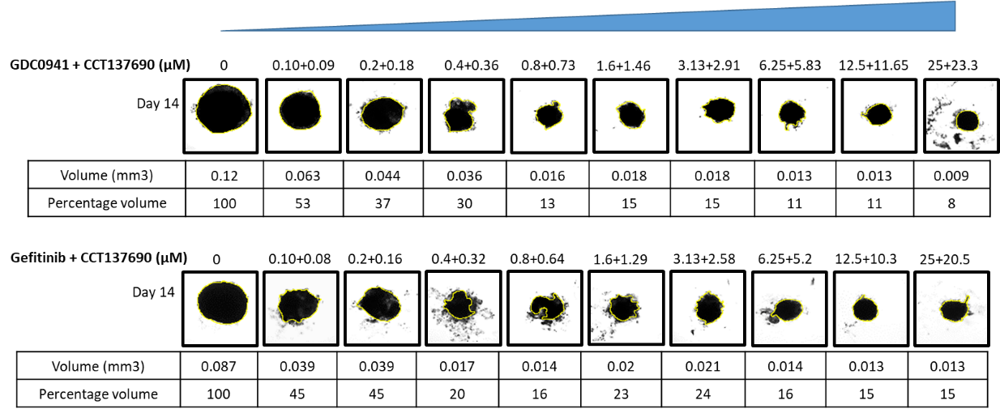 GDC0941 + CCT137690 (µM) 0 0.10+0.09 0.2+0.18 0.4+0.36 0.8+0.73 1.6+1.46 3.13+2.91 6.25+5.83 12.5+11.65 25+23.3
Day 14
Volume (mm3) 0.12 0.063 0.044 0.036 0.016 0.018 0.018 0.013 0.013 0.009
Percentage volume 100 53 37 30 13 15 15 11 11 8
Gefitinib + CCT137690 (µM) 0 0.10+0.08 0.2+0.16 0.4+0.32 0.8+0.64 1.6+1.29 3.13+2.58 6.25+5.2 12.5+10.3 25+20.5
Day 14
Volume (mm3) 0.087 0.039 0.039 0.017 0.014 0.02 0.021 0.014 0.013 0.013
Percentage volume 100 45 45 20 16 23 24 16 15 15